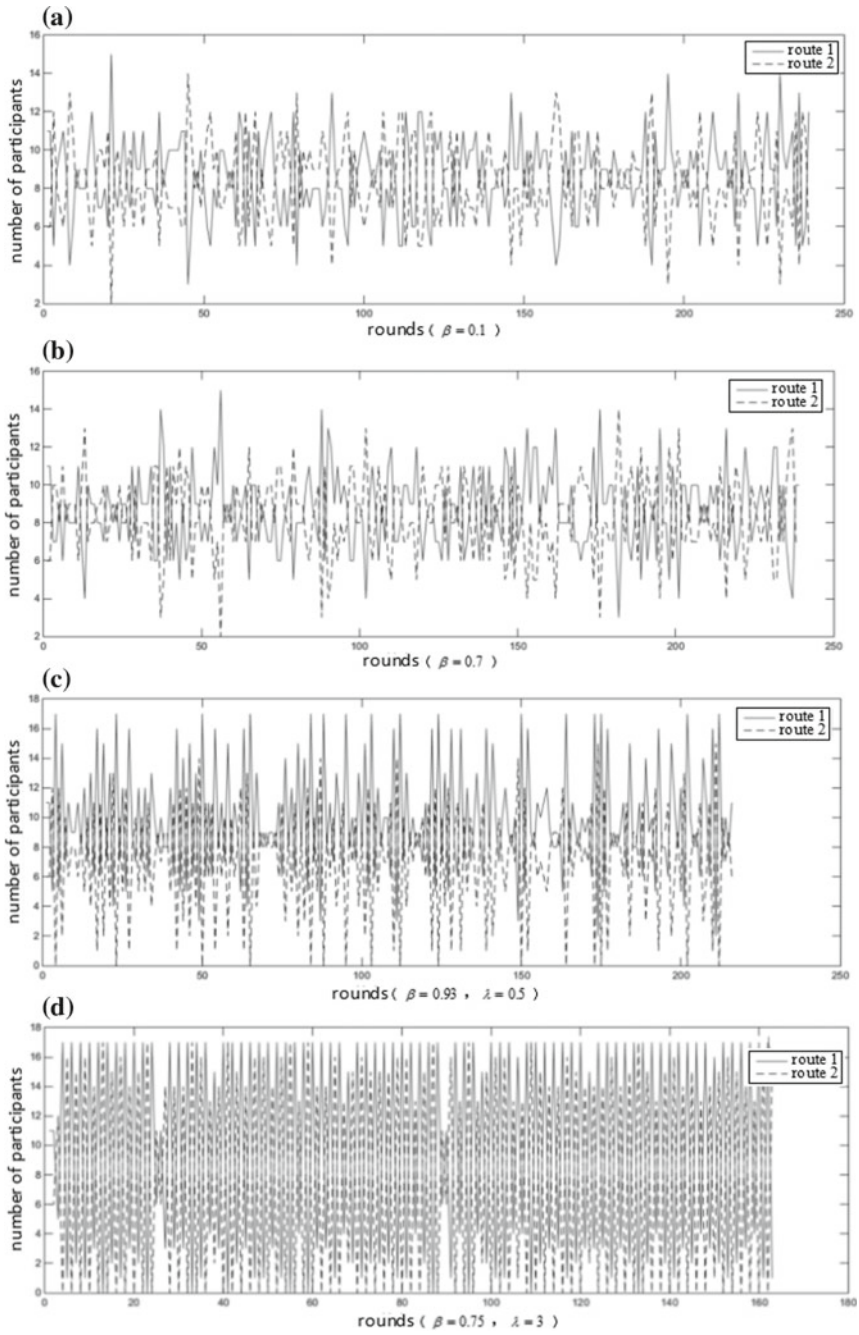 (a)
16
14
12
10
8
6
4
2
number of participants
route 1
route 2
0 50 100 150 200 250
rounds ( β = 0.1 )
(b)
16
14
12
10
8
6
4
2
number of participants
route 1
route 2
0 50 100 150 200 250
rounds ( β = 0.7 )
(c)
18
16
14
12
10
8
6
4
2
0
number of participants
route 1
route 2
0 50 100 150 200 250
rounds ( β = 0.93 , λ = 0.5 )
(d)
18
16
14
12
10
8
6
4
2
0
number of participants
route 1
route 2
0 20 40 60 80 100 120 140 160 180
rounds ( β = 0.75 , λ = 3 )